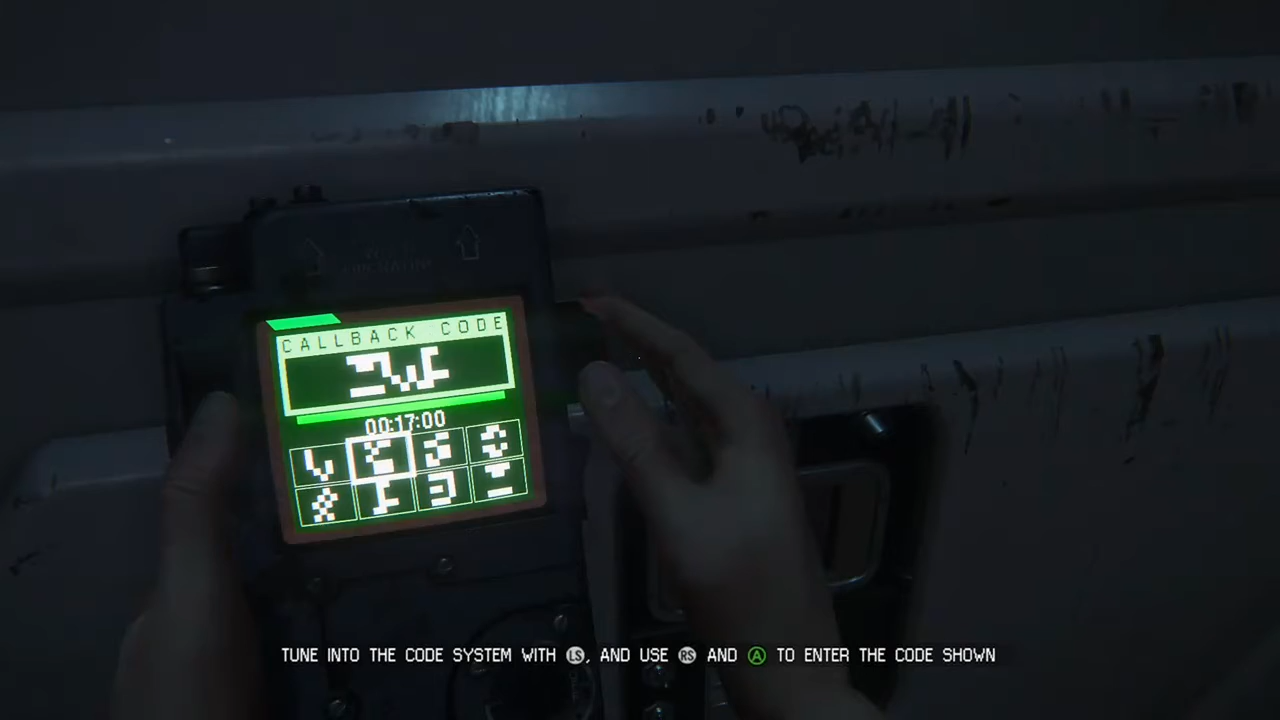 CALLBACK CODE
00:17:00
TUNE INTO THE CODE SYSTEM WITH LS, AND USE RS AND A TO ENTER THE CODE SHOWN